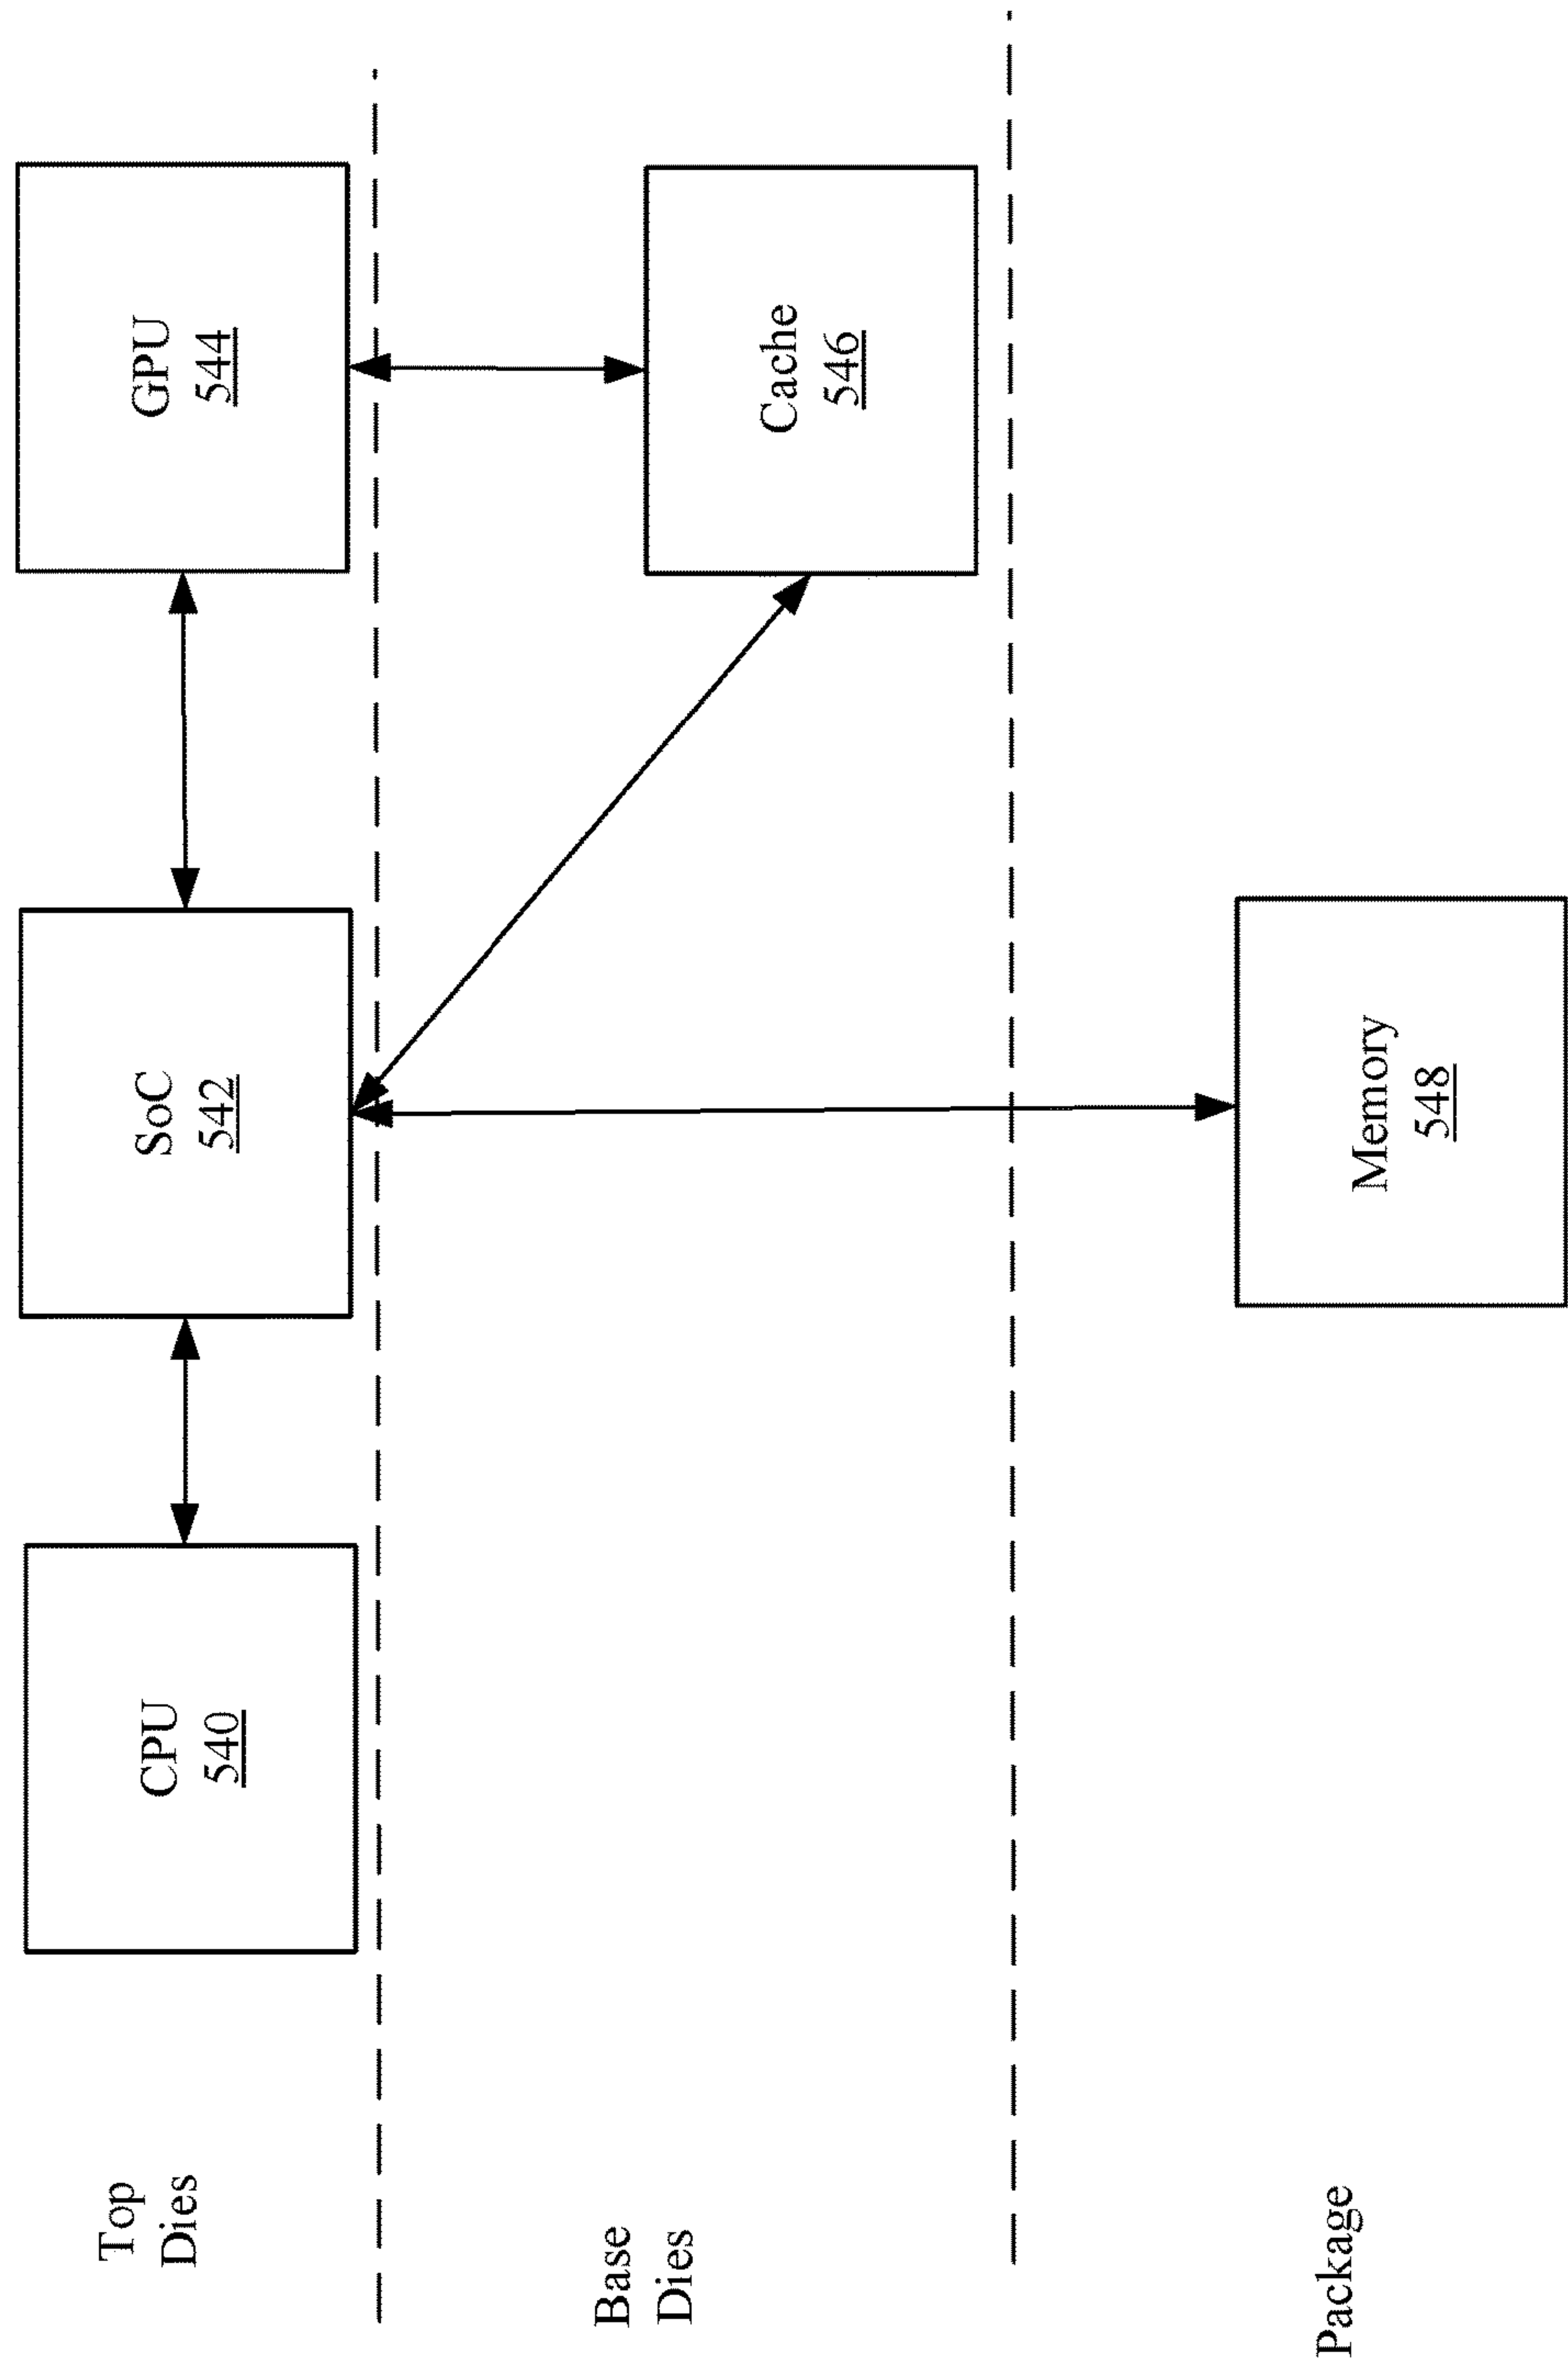 Top
Dies
CPU
540
SoC
542
GPU
544
Base
Dies
Cache
546
Package
Memory
548